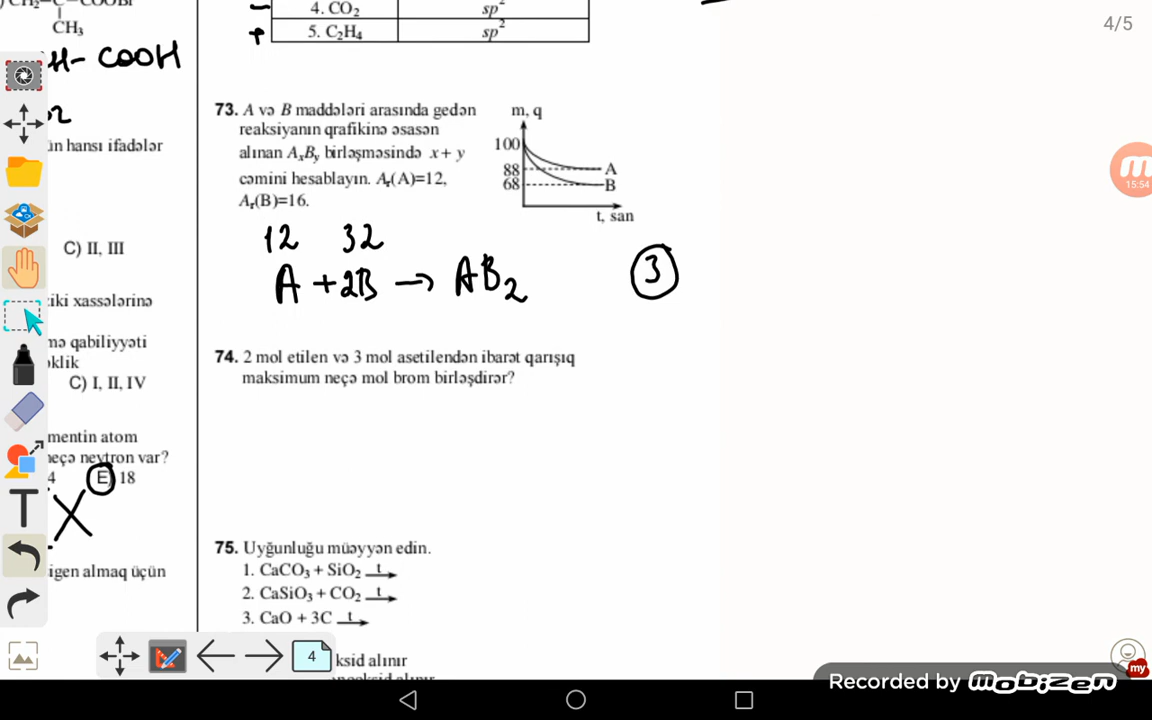 4/5
CH₃
4. CO₂ sp²
5. C₂H₄ sp²
H- COOH
ün hansı ifadələr
C) II, III
iki xassələrinə
mə qabiliyyəti
klik
C) I, II, IV
mentin atom
neçə neytron var?
4 E) 18
X
igen almaq üçün
73. A və B maddələri arasında gedən
reaksiyanın qrafikinə əsasən
alınan AₓBᵧ birləşməsində x + y
cəmini hesablayın. Aᵣ(A)=12,
Aᵣ(B)=16.
m, q
100
88 A
68 B
t, san
12 32
A + 2B → AB₂ 3
74. 2 mol etilen və 3 mol asetilendən ibarət qarışıq
maksimum neçə mol brom birləşdirər?
75. Uyğunluğu müəyyən edin.
1. CaCO₃ + SiO₂ t→
2. CaSiO₃ + CO₂ t→
3. CaO + 3C t→
ksid alınır
T
4
15:54
my
Recorded by mobizen